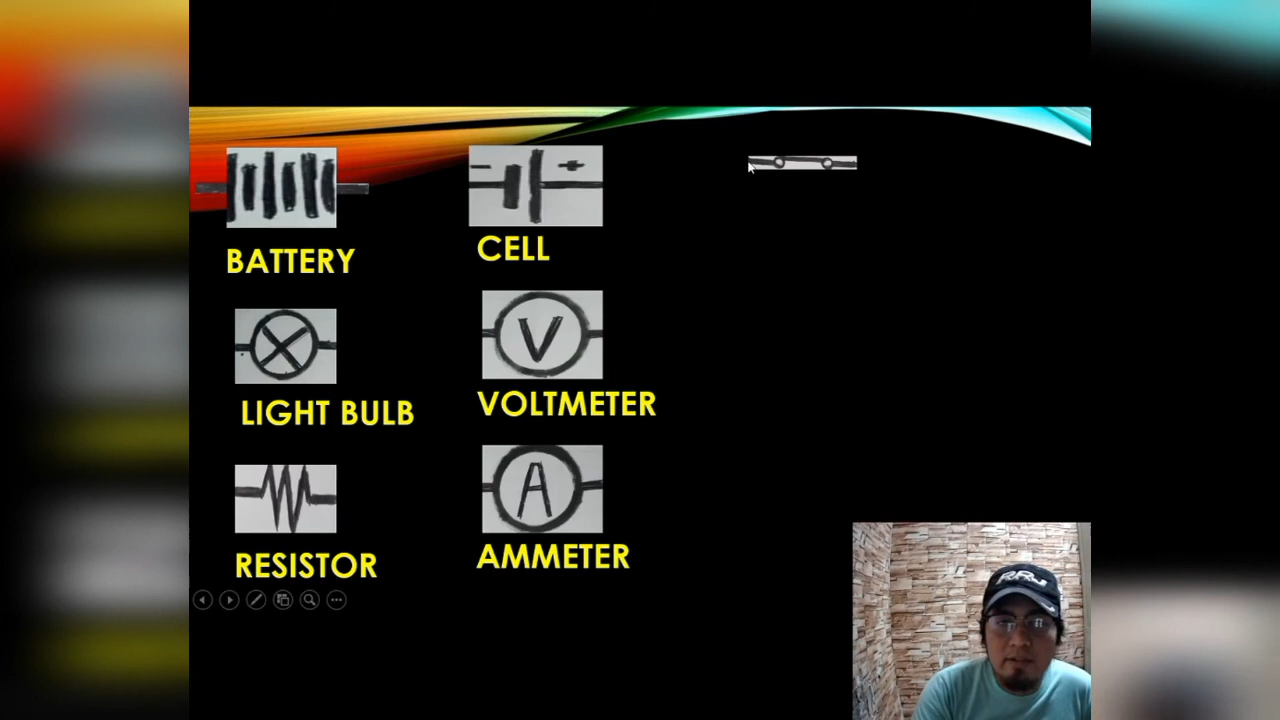 BATTERY
CELL
V
LIGHT BULB
VOLTMETER
A
RESISTOR
AMMETER